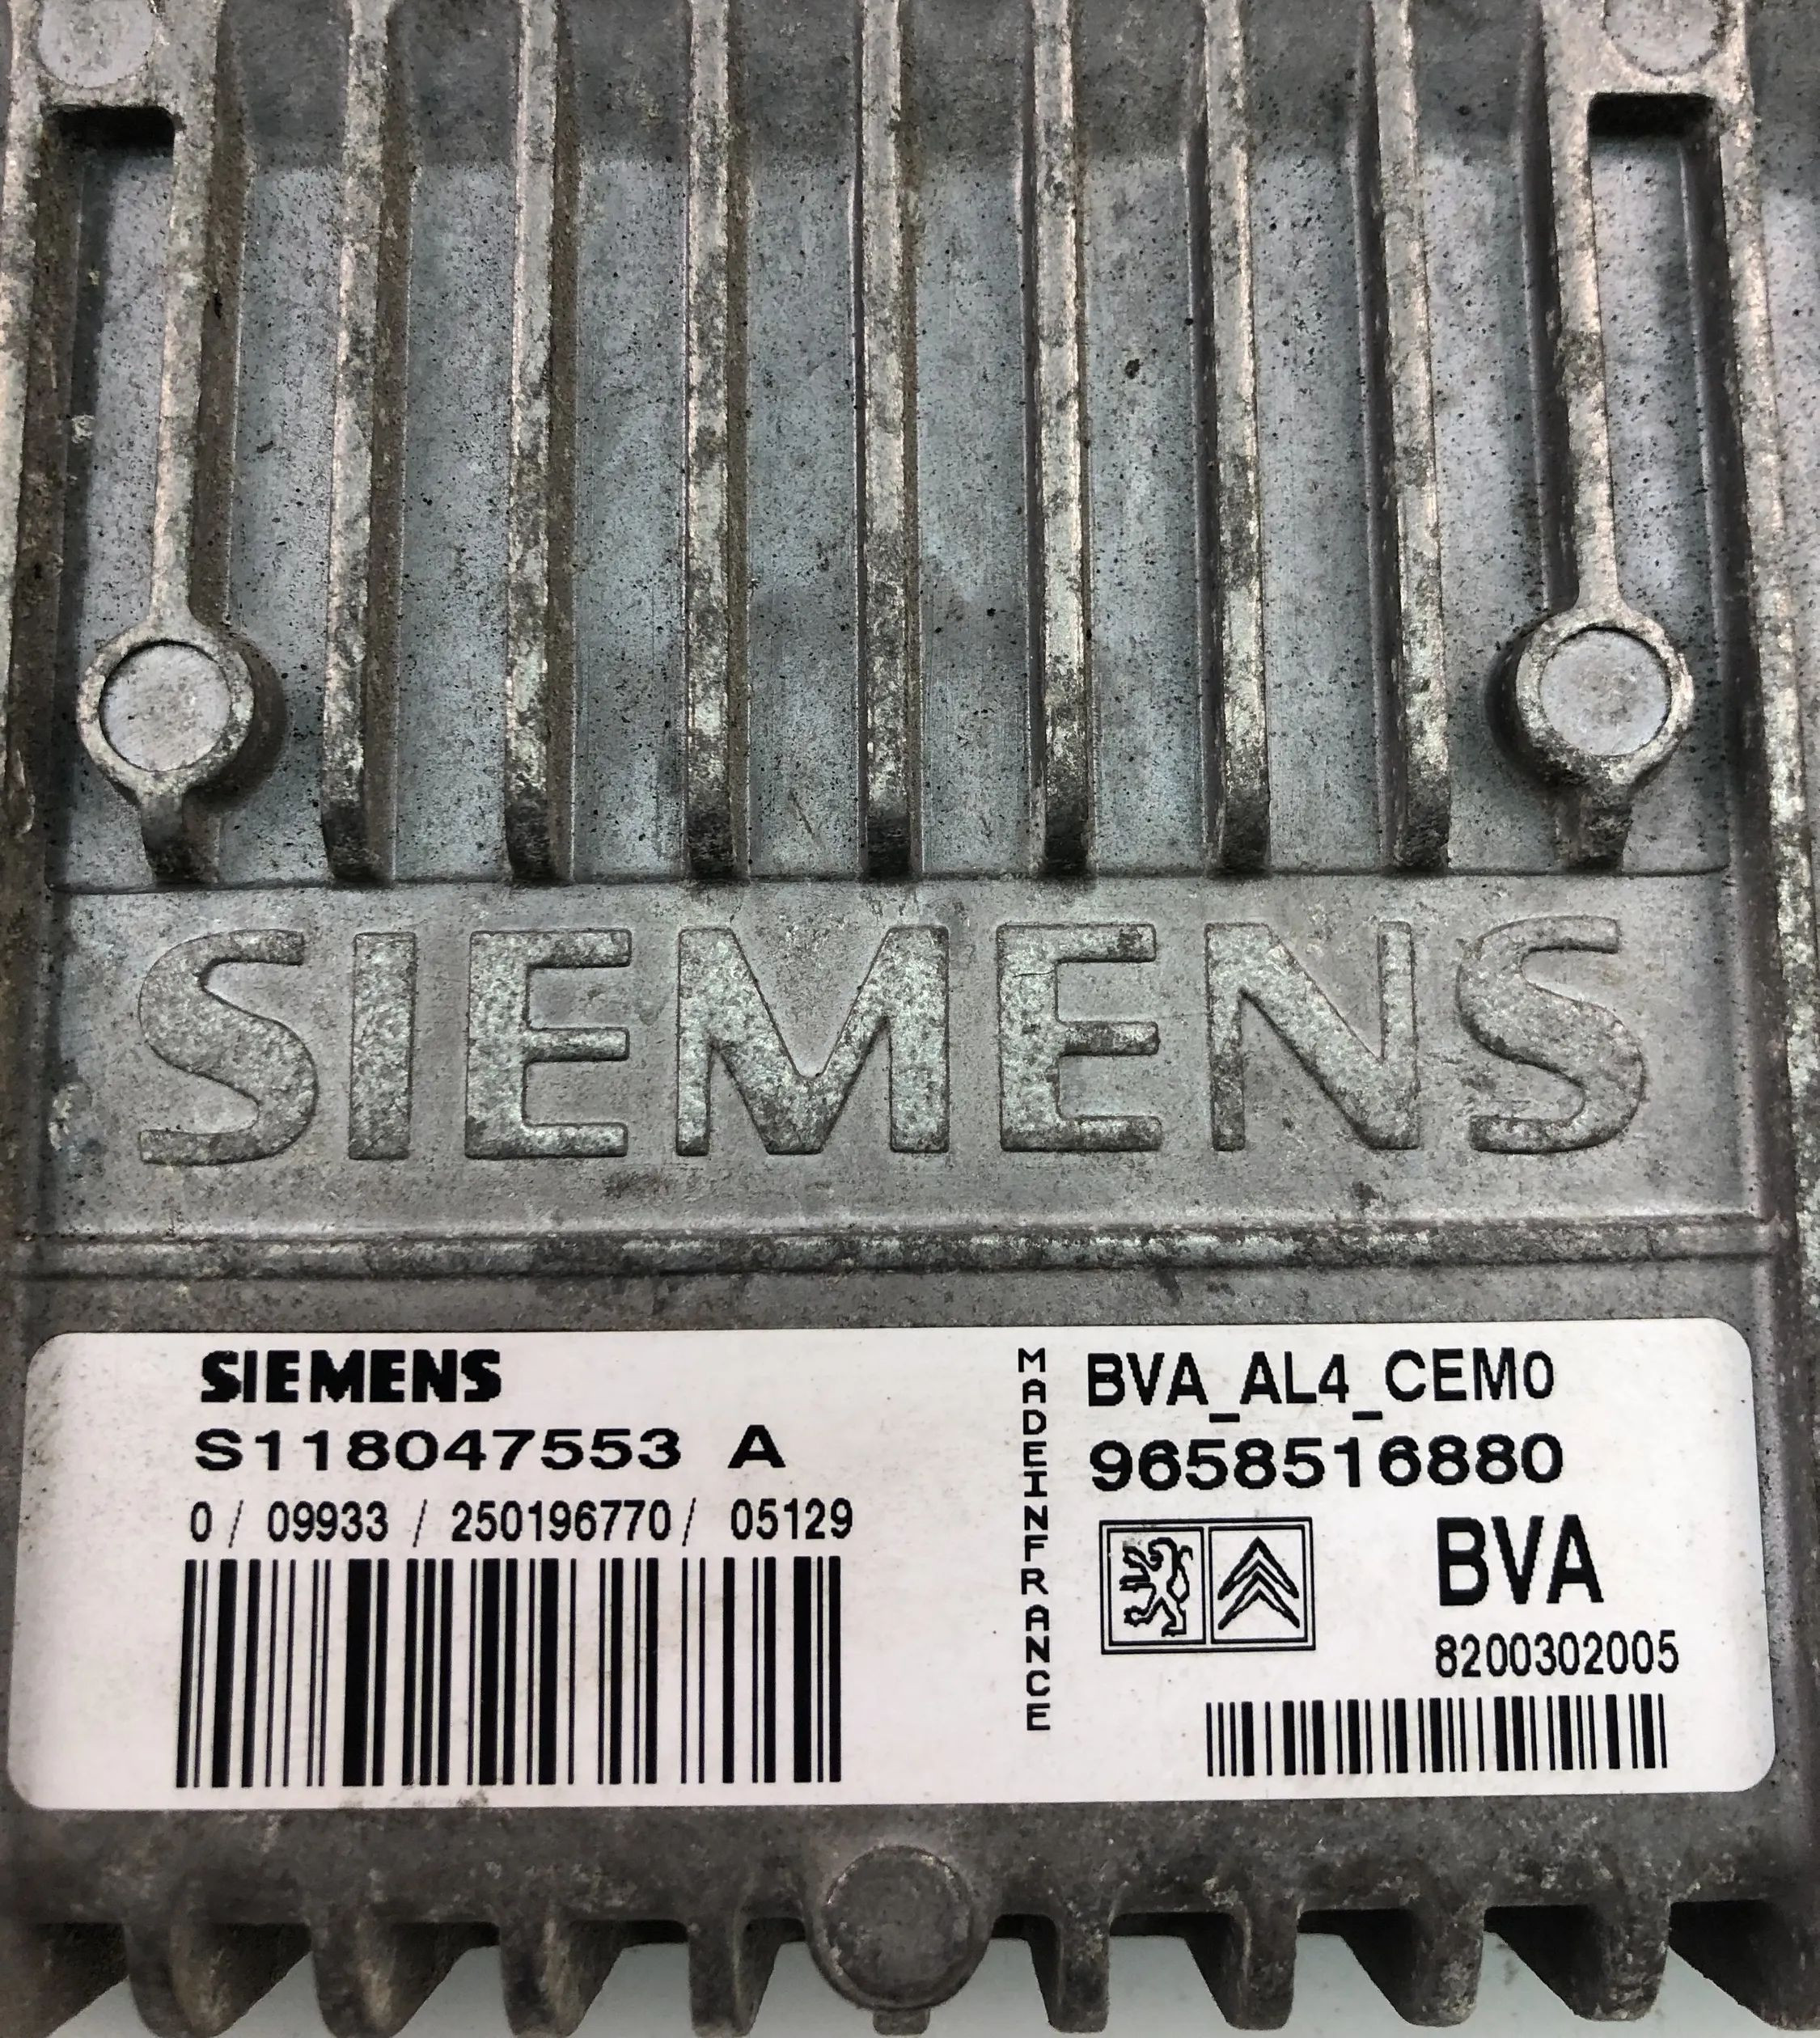 SIEMENS
SIEMENS
S118047553 A
0 / 09933 / 250196770 / 05129
MADEINFRANCE
BVA_AL4_CEM0
9658516880
BVA
8200302005